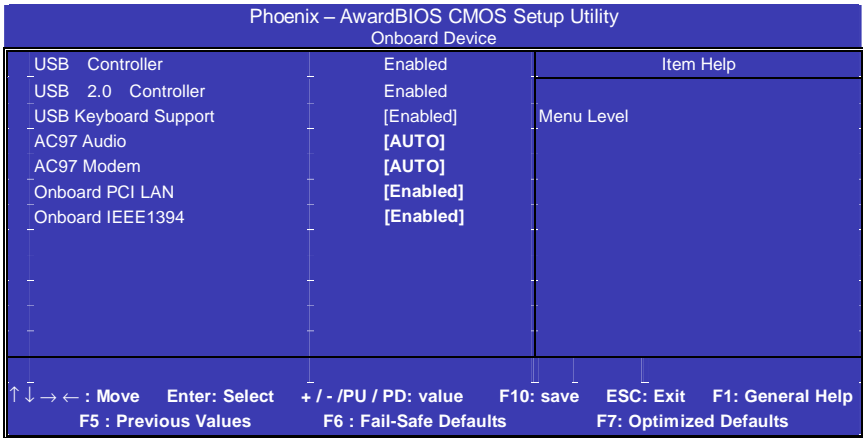 Phoenix – AwardBIOS CMOS Setup Utility
Onboard Device
USB Controller Enabled Item Help
USB 2.0 Controller Enabled
USB Keyboard Support [Enabled] Menu Level
AC97 Audio [AUTO]
AC97 Modem [AUTO]
Onboard PCI LAN [Enabled]
Onboard IEEE1394 [Enabled]
↑↓→← : Move Enter: Select + / - /PU / PD: value F10: save ESC: Exit F1: General Help
F5 : Previous Values F6 : Fail-Safe Defaults F7: Optimized Defaults